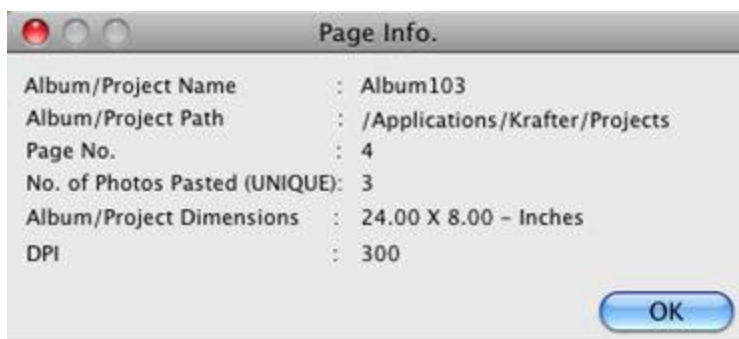 Page Info.
Album/Project Name : Album103
Album/Project Path : /Applications/Krafter/Projects
Page No. : 4
No. of Photos Pasted (UNIQUE): 3
Album/Project Dimensions : 24.00 X 8.00 – Inches
DPI : 300
OK